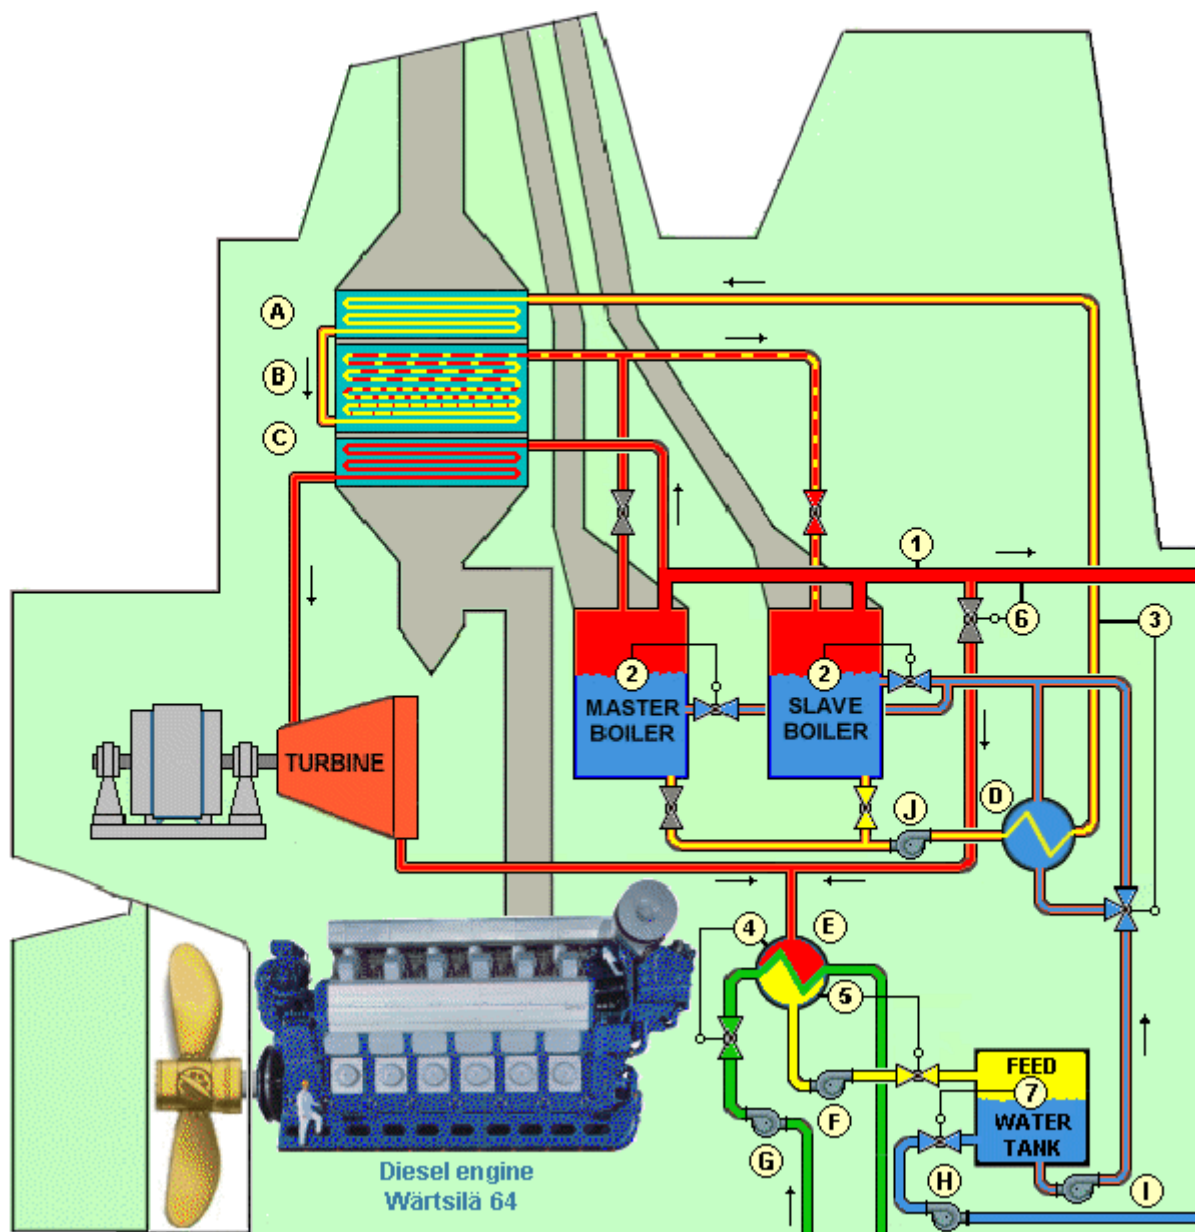 A
B
C
1
6
3
2
2
MASTER
BOILER
SLAVE
BOILER
TURBINE
D
J
4
E
5
FEED
7
WATER
TANK
F
G
H
I
Diesel engine
Wärtsilä 64